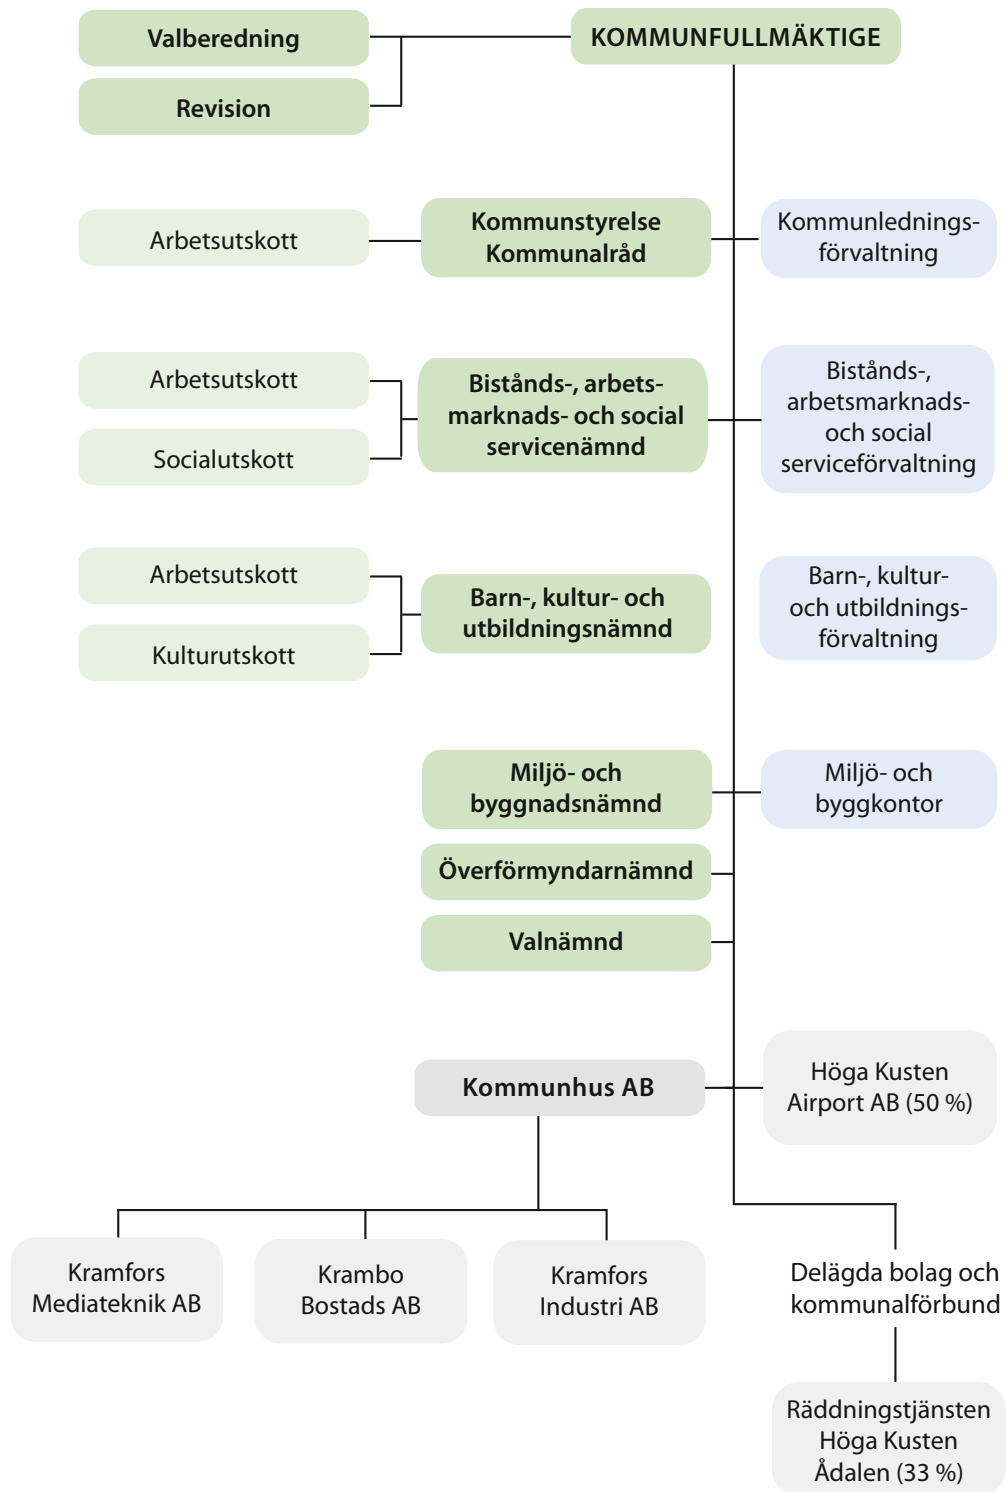 Valberedning
KOMMUNFULLMÄKTIGE
Revision
Arbetsutskott
Kommunstyrelse
Kommunalråd
Kommunlednings-
förvaltning
Arbetsutskott
Socialutskott
Bistånds-, arbets-
marknads- och social
servicenämnd
Bistånds-,
arbetsmarknads-
och social
serviceförvaltning
Arbetsutskott
Kulturutskott
Barn-, kultur- och
utbildningsnämnd
Barn-, kultur-
och utbildnings-
förvaltning
Miljö- och
byggnadsnämnd
Miljö- och
byggkontor
Överförmyndarnämnd
Valnämnd
Kommunhus AB
Höga Kusten
Airport AB (50 %)
Kramfors
Mediateknik AB
Krambo
Bostads AB
Kramfors
Industri AB
Delägda bolag och
kommunalförbund
Räddningstjänsten
Höga Kusten
Ådalen (33 %)